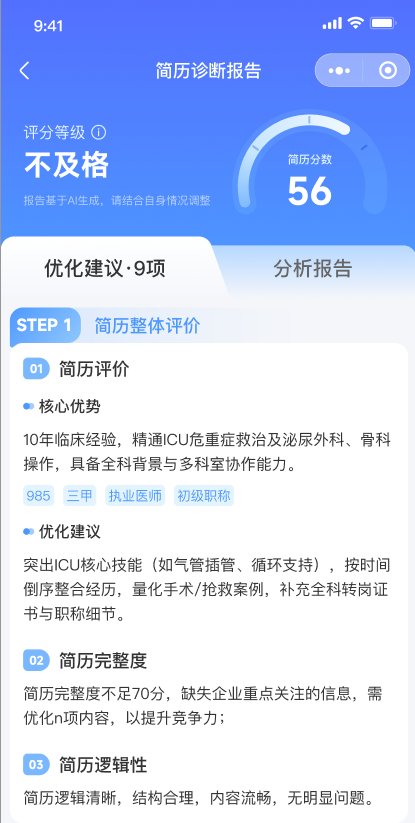 9:41
简历诊断报告
评分等级
不及格
报告基于AI生成，请结合自身情况调整
简历分数
56
优化建议·9项
分析报告
STEP 1
简历整体评价
01 简历评价
核心优势
10年临床经验，精通ICU危重症救治及泌尿外科、骨科
操作，具备全科背景与多科室协作能力。
985 三甲 执业医师 初级职称
优化建议
突出ICU核心技能（如气管插管、循环支持），按时间
倒序整合经历，量化手术/抢救案例，补充全科转岗证
书与职称细节。
02 简历完整度
简历完整度不足70分，缺失企业重点关注的信息，需
优化n项内容，以提升竞争力；
03 简历逻辑性
简历逻辑清晰，结构合理，内容流畅，无明显问题。